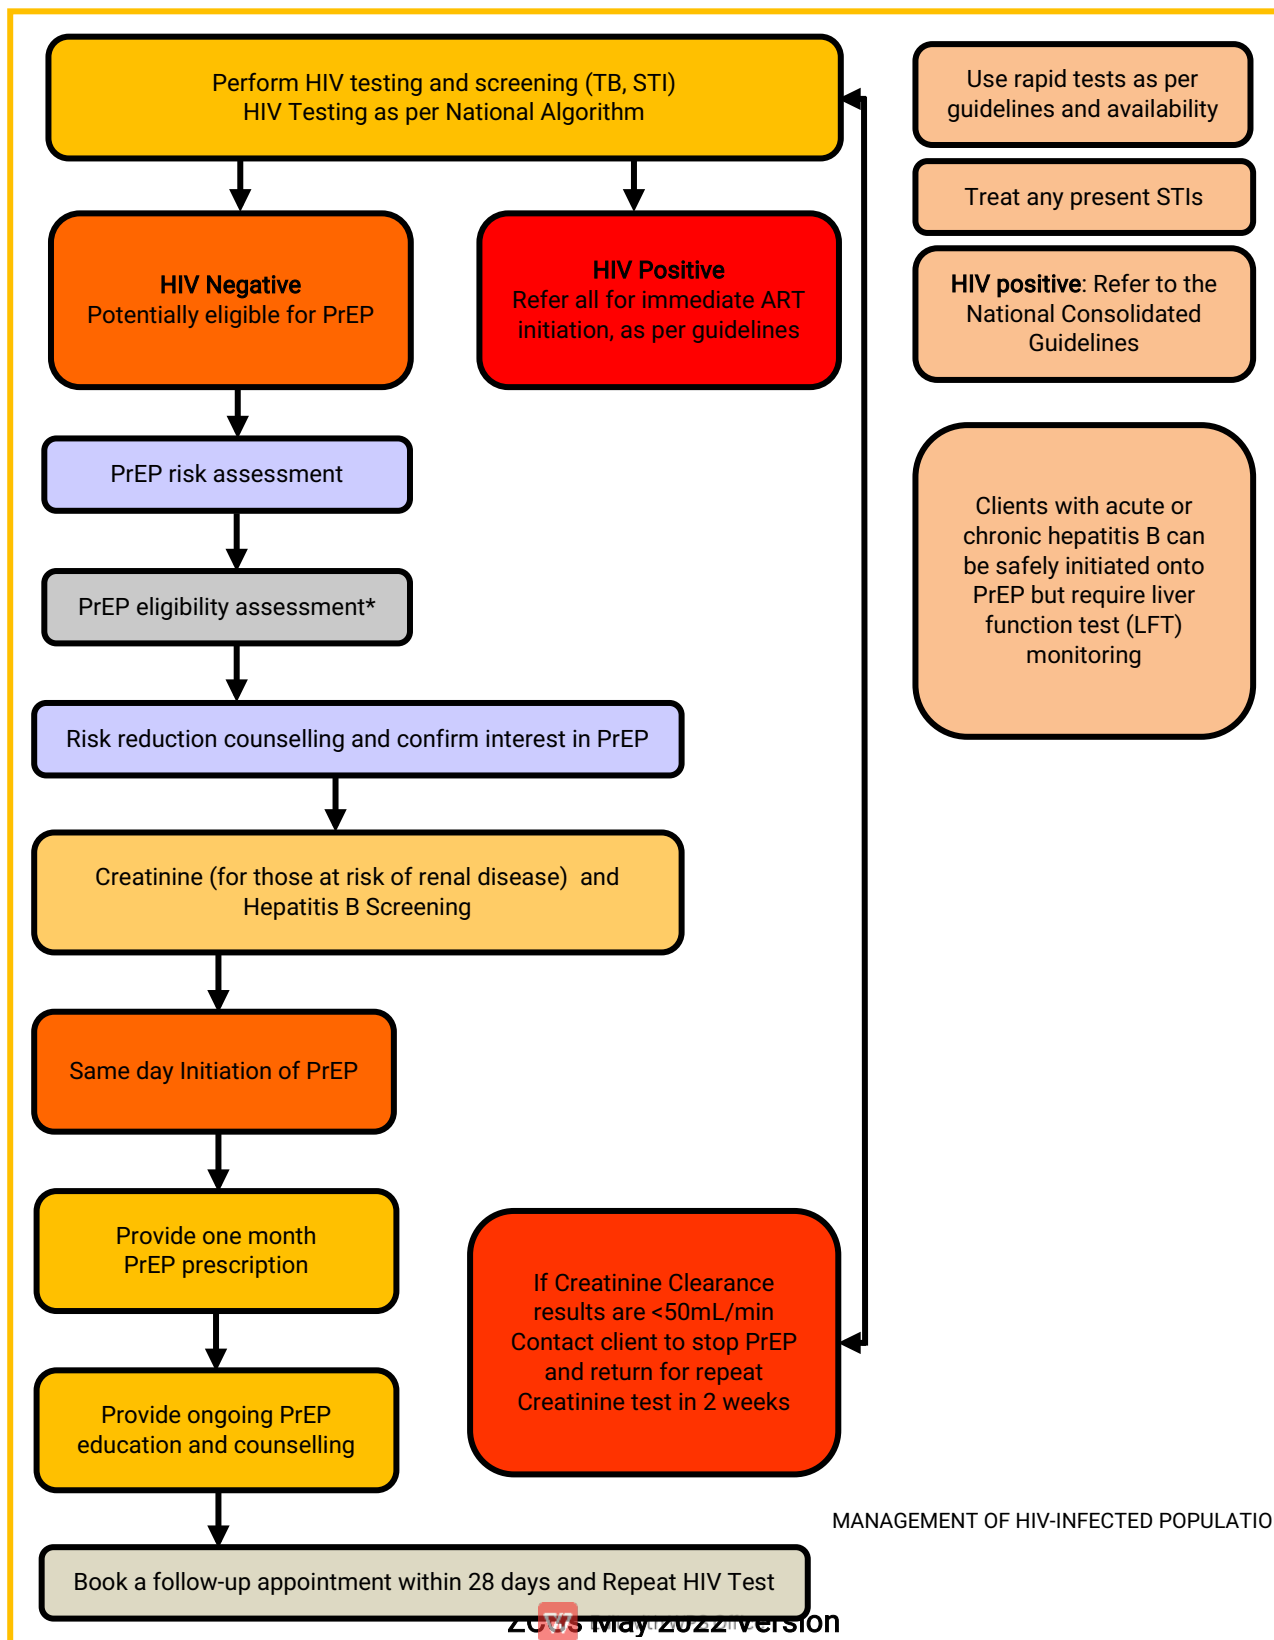 Perform HIV testing and screening (TB, STI)
HIV Testing as per National Algorithm
Use rapid tests as per
guidelines and availability
Treat any present STIs
HIV Negative
Potentially eligible for PrEP
HIV Positive
Refer all for immediate ART
initiation, as per guidelines
HIV positive: Refer to the
National Consolidated
Guidelines
PrEP risk assessment
Clients with acute or
chronic hepatitis B can
be safely initiated onto
PrEP but require liver
function test (LFT)
monitoring
PrEP eligibility assessment*
Risk reduction counselling and confirm interest in PrEP
Creatinine (for those at risk of renal disease) and
Hepatitis B Screening
Same day Initiation of PrEP
Provide one month
PrEP prescription
If Creatinine Clearance
results are <50mL/min
Contact client to stop PrEP
and return for repeat
Creatinine test in 2 weeks
Provide ongoing PrEP
education and counselling
MANAGEMENT OF HIV-INFECTED POPULATIO
Book a follow-up appointment within 28 days and Repeat HIV Test
May 2022 Version